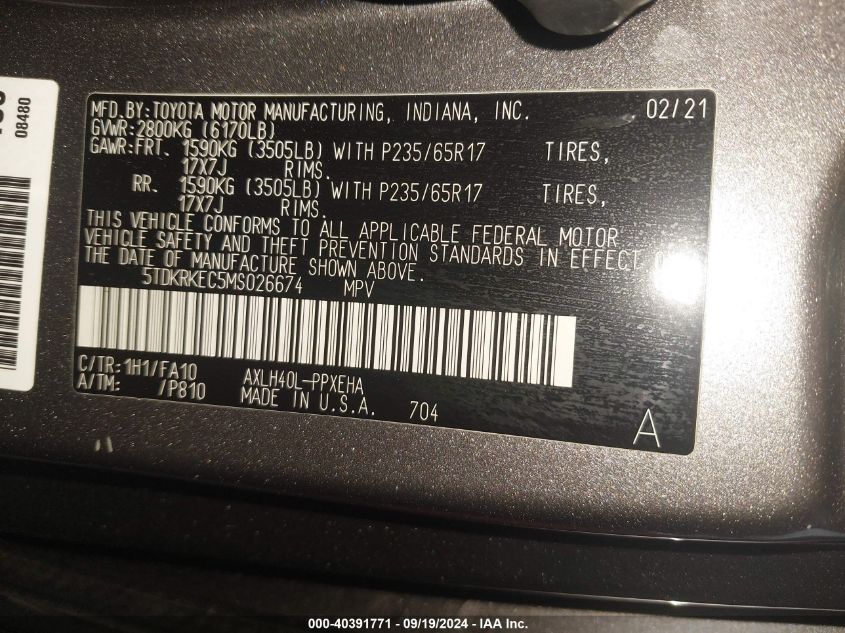 MFD.BY:TOYOTA MOTOR MANUFACTURING, INDIANA, INC. 02/21
GVWR:2800KG (6170LB)
GAWR:FRT. 1590KG (3505LB) WITH P235/65R17 TIRES,
17X7J RIMS.
RR. 1590KG (3505LB) WITH P235/65R17 TIRES,
17X7J RIMS.
THIS VEHICLE CONFORMS TO ALL APPLICABLE FEDERAL MOTOR
VEHICLE SAFETY AND THEFT PREVENTION STANDARDS IN EFFECT
THE DATE OF MANUFACTURE SHOWN ABOVE.
5TDKRKEC5MS026674 MPV
C/TR:1H1/FA10 AXLH40L-PPXEHA
A/TM: /P810 MADE IN U.S.A. 704
A
08480
000-40391771 - 09/19/2024 - IAA Inc.